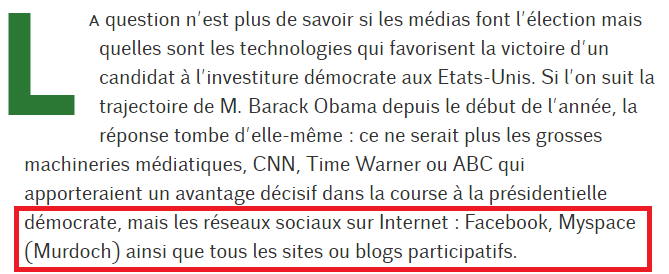 LA question n'est plus de savoir si les médias font l'élection mais
quelles sont les technologies qui favorisent la victoire d'un
candidat à l'investiture démocrate aux Etats-Unis. Si l'on suit la
trajectoire de M. Barack Obama depuis le début de l'année, la
réponse tombe d'elle-même : ce ne serait plus les grosses
machineries médiatiques, CNN, Time Warner ou ABC qui
apporteraient un avantage décisif dans la course à la présidentielle
démocrate, mais les réseaux sociaux sur Internet : Facebook, Myspace
(Murdoch) ainsi que tous les sites ou blogs participatifs.